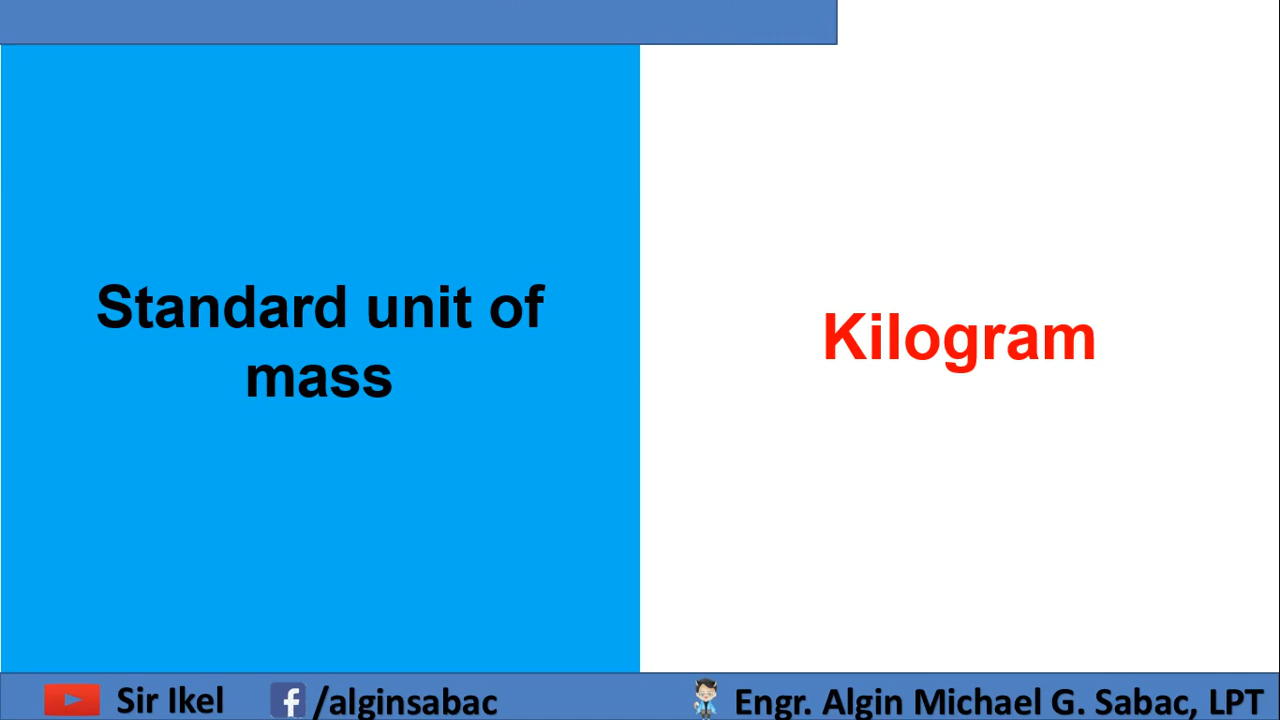 Standard unit of
mass
Kilogram
Sir Ikel
/alginsabac
Engr. Algin Michael G. Sabac, LPT